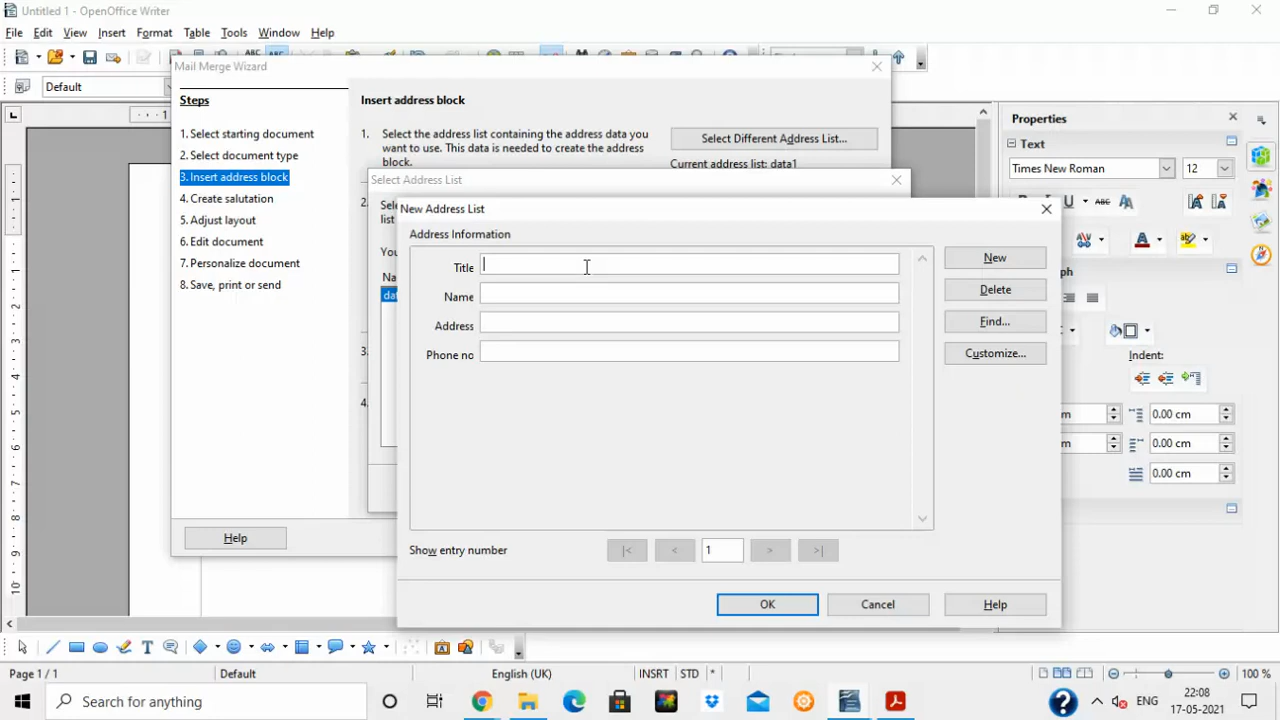 Untitled 1 - OpenOffice Writer
File Edit View Insert Format Table Tools Window Help
Default
Mail Merge Wizard
Steps
1. Select starting document
2. Select document type
3. Insert address block
4. Create salutation
5. Adjust layout
6. Edit document
7. Personalize document
8. Save, print or send
Help
Insert address block
1. Select the address list containing the address data you
want to use. This data is needed to create the address
block.
Select Different Address List...
Current address list: data1
2.
3.
4.
Select Address List
New Address List
Address Information
Title
Name
Address
Phone no
New
Delete
Find...
Customize...
Show entry number
|< < 1 > >|
OK Cancel Help
Properties
Text
Times New Roman 12
Indent:
0.00 cm
0.00 cm
0.00 cm
Page 1 / 1 Default English (UK) INSRT STD * 100 %
Search for anything
ENG
22:08
17-05-2021